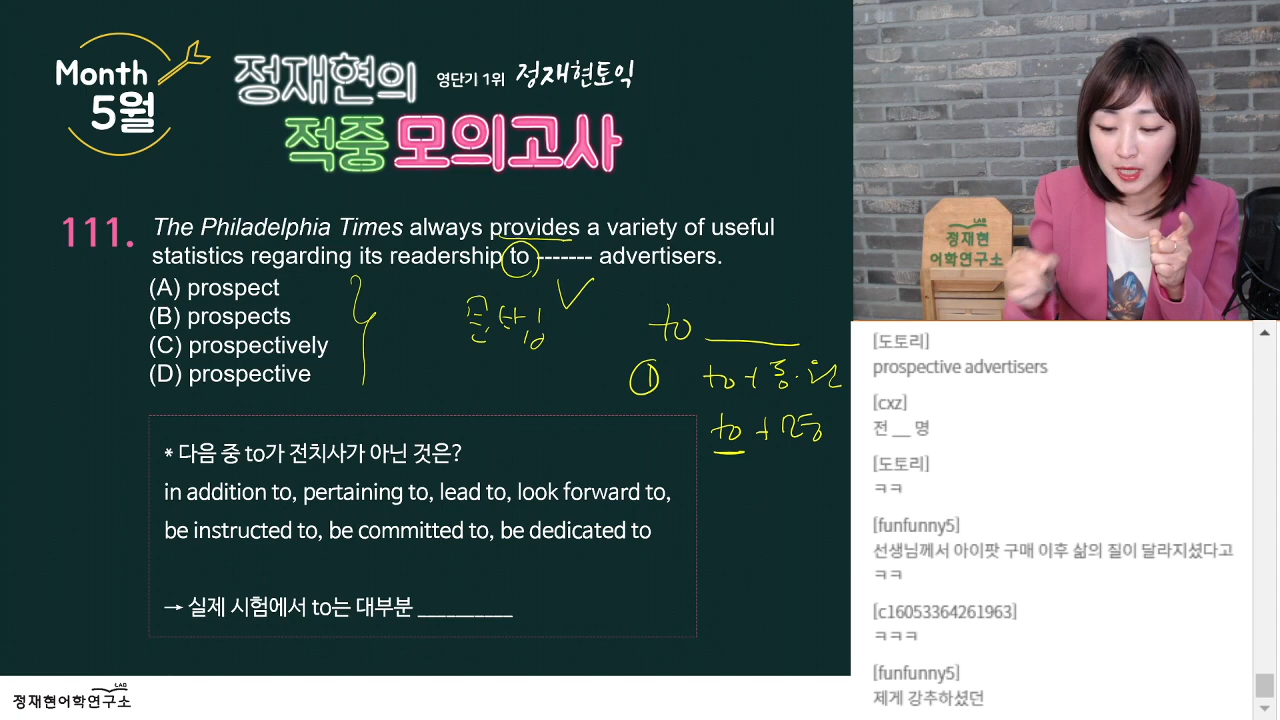 Month
5월
정재현의
영단기 1위 정재현토익
적중 모의고사
111. The Philadelphia Times always provides a variety of useful
statistics regarding its readership to ------- advertisers.
(A) prospect
(B) prospects
(C) prospectively
(D) prospective
to
① to + 동.원
to +
* 다음 중 to가 전치사가 아닌 것은?
in addition to, pertaining to, lead to, look forward to,
be instructed to, be committed to, be dedicated to
→ 실제 시험에서 to는 대부분 __________
정재현어학연구소
LAB
LAB
정재현
어학연구소
[도토리]
prospective advertisers
[cxz]
전 __ 명
[도토리]
ㅋㅋ
[funfunny5]
선생님께서 아이팟 구매 이후 삶의 질이 달라지셨다고
ㅋㅋ
[c16053364261963]
ㅋㅋㅋ
[funfunny5]
제게 강추하셨던